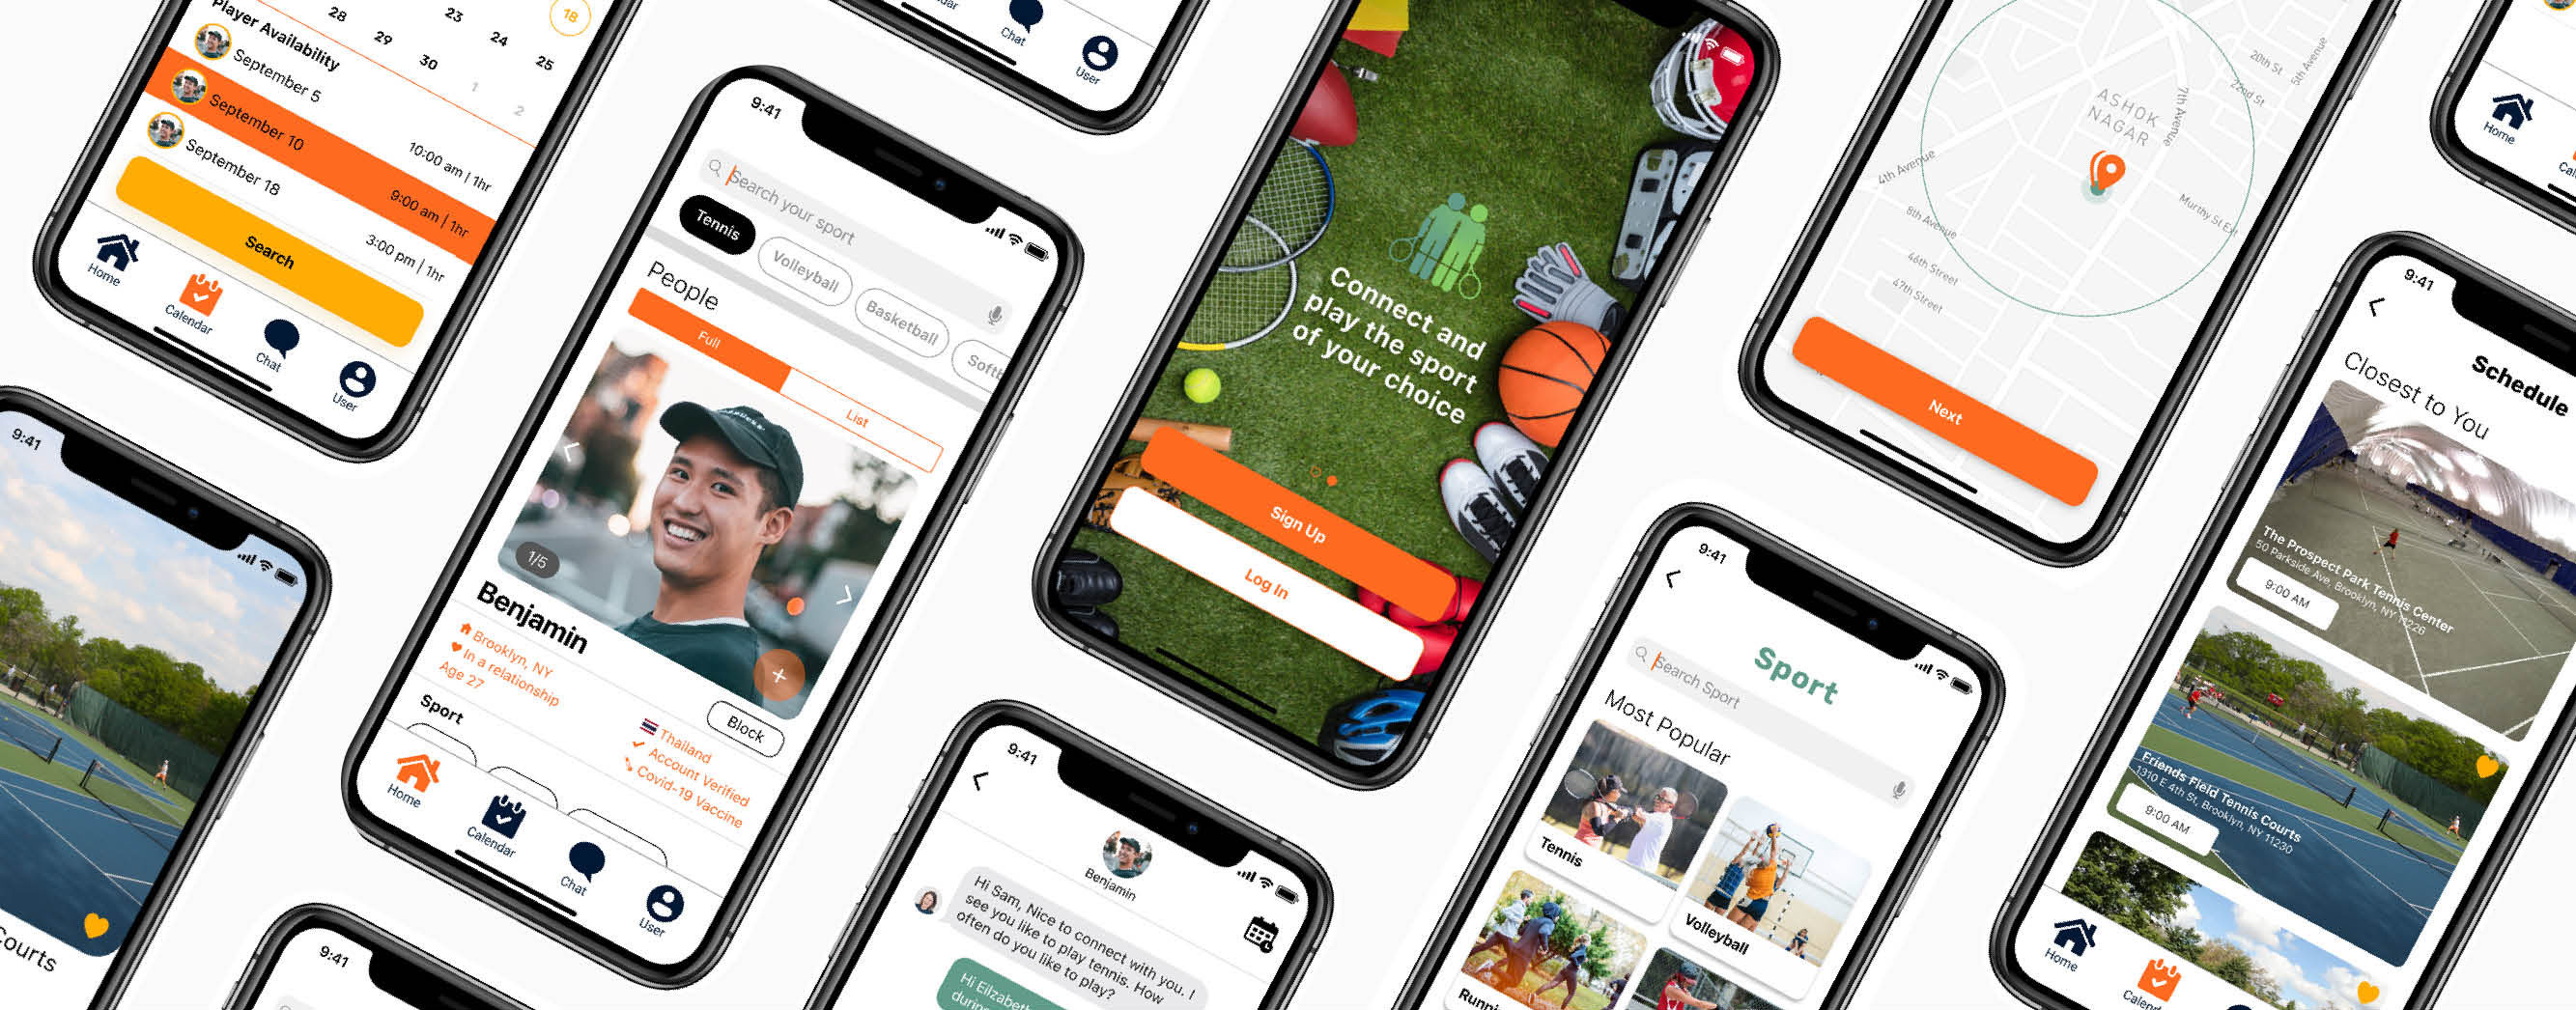 28
23
18
29
24
30
25
1
2
Player Availability
September 5
10:00 am | 1hr
September 10
9:00 am | 1hr
September 18
3:00 pm | 1hr
Search
Home
Calendar
Chat
User
9:41
Courts
Chat
User
9:41
Search your sport
Tennis
Volleyball
Basketball
People
Full
List
1/5
Benjamin
Brooklyn, NY
In a relationship
Age 27
Block
Thailand
Account Verified
Covid-19 Vaccine
Sport
Home
Calendar
Chat
User
9:41
Connect and
play the sport
of your choice
Sign Up
Log In
9:41
Benjamin
Hi Sam, Nice to connect with you. I
see you like to play tennis. How
often do you like to play?
Hi Elizabeth
20th St
5th Avenue
22nd St
7th Avenue
ASHOK
NAGAR
4th Avenue
Murthy St Ext
8th Avenue
46th Street
47th Street
Next
9:41
Sport
Search Sport
Most Popular
Tennis
Volleyball
Home
9:41
Schedule
Closest to You
The Prospect Park Tennis Center
50 Parkside Ave, Brooklyn, NY 11226
9:00 AM
Friends Field Tennis Courts
1310 E 4th St, Brooklyn, NY 11230
9:00 AM
Home